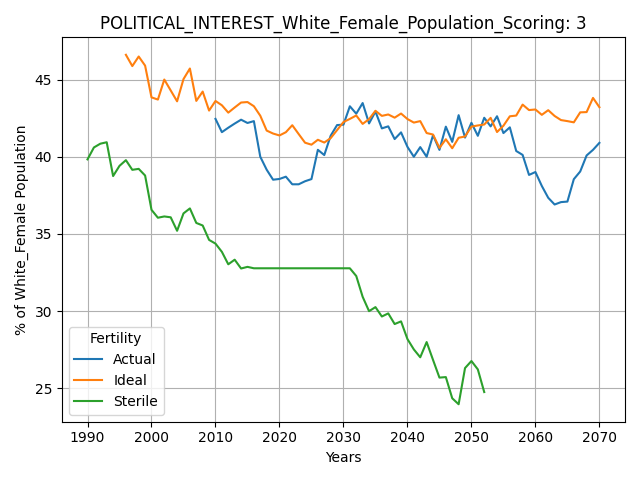 POLITICAL_INTEREST_White_Female_Population_Scoring: 3
% of White_Female Population
45
40
35
30
25
Fertility
Actual
Ideal
Sterile
1990 2000 2010 2020 2030 2040 2050 2060 2070
Years